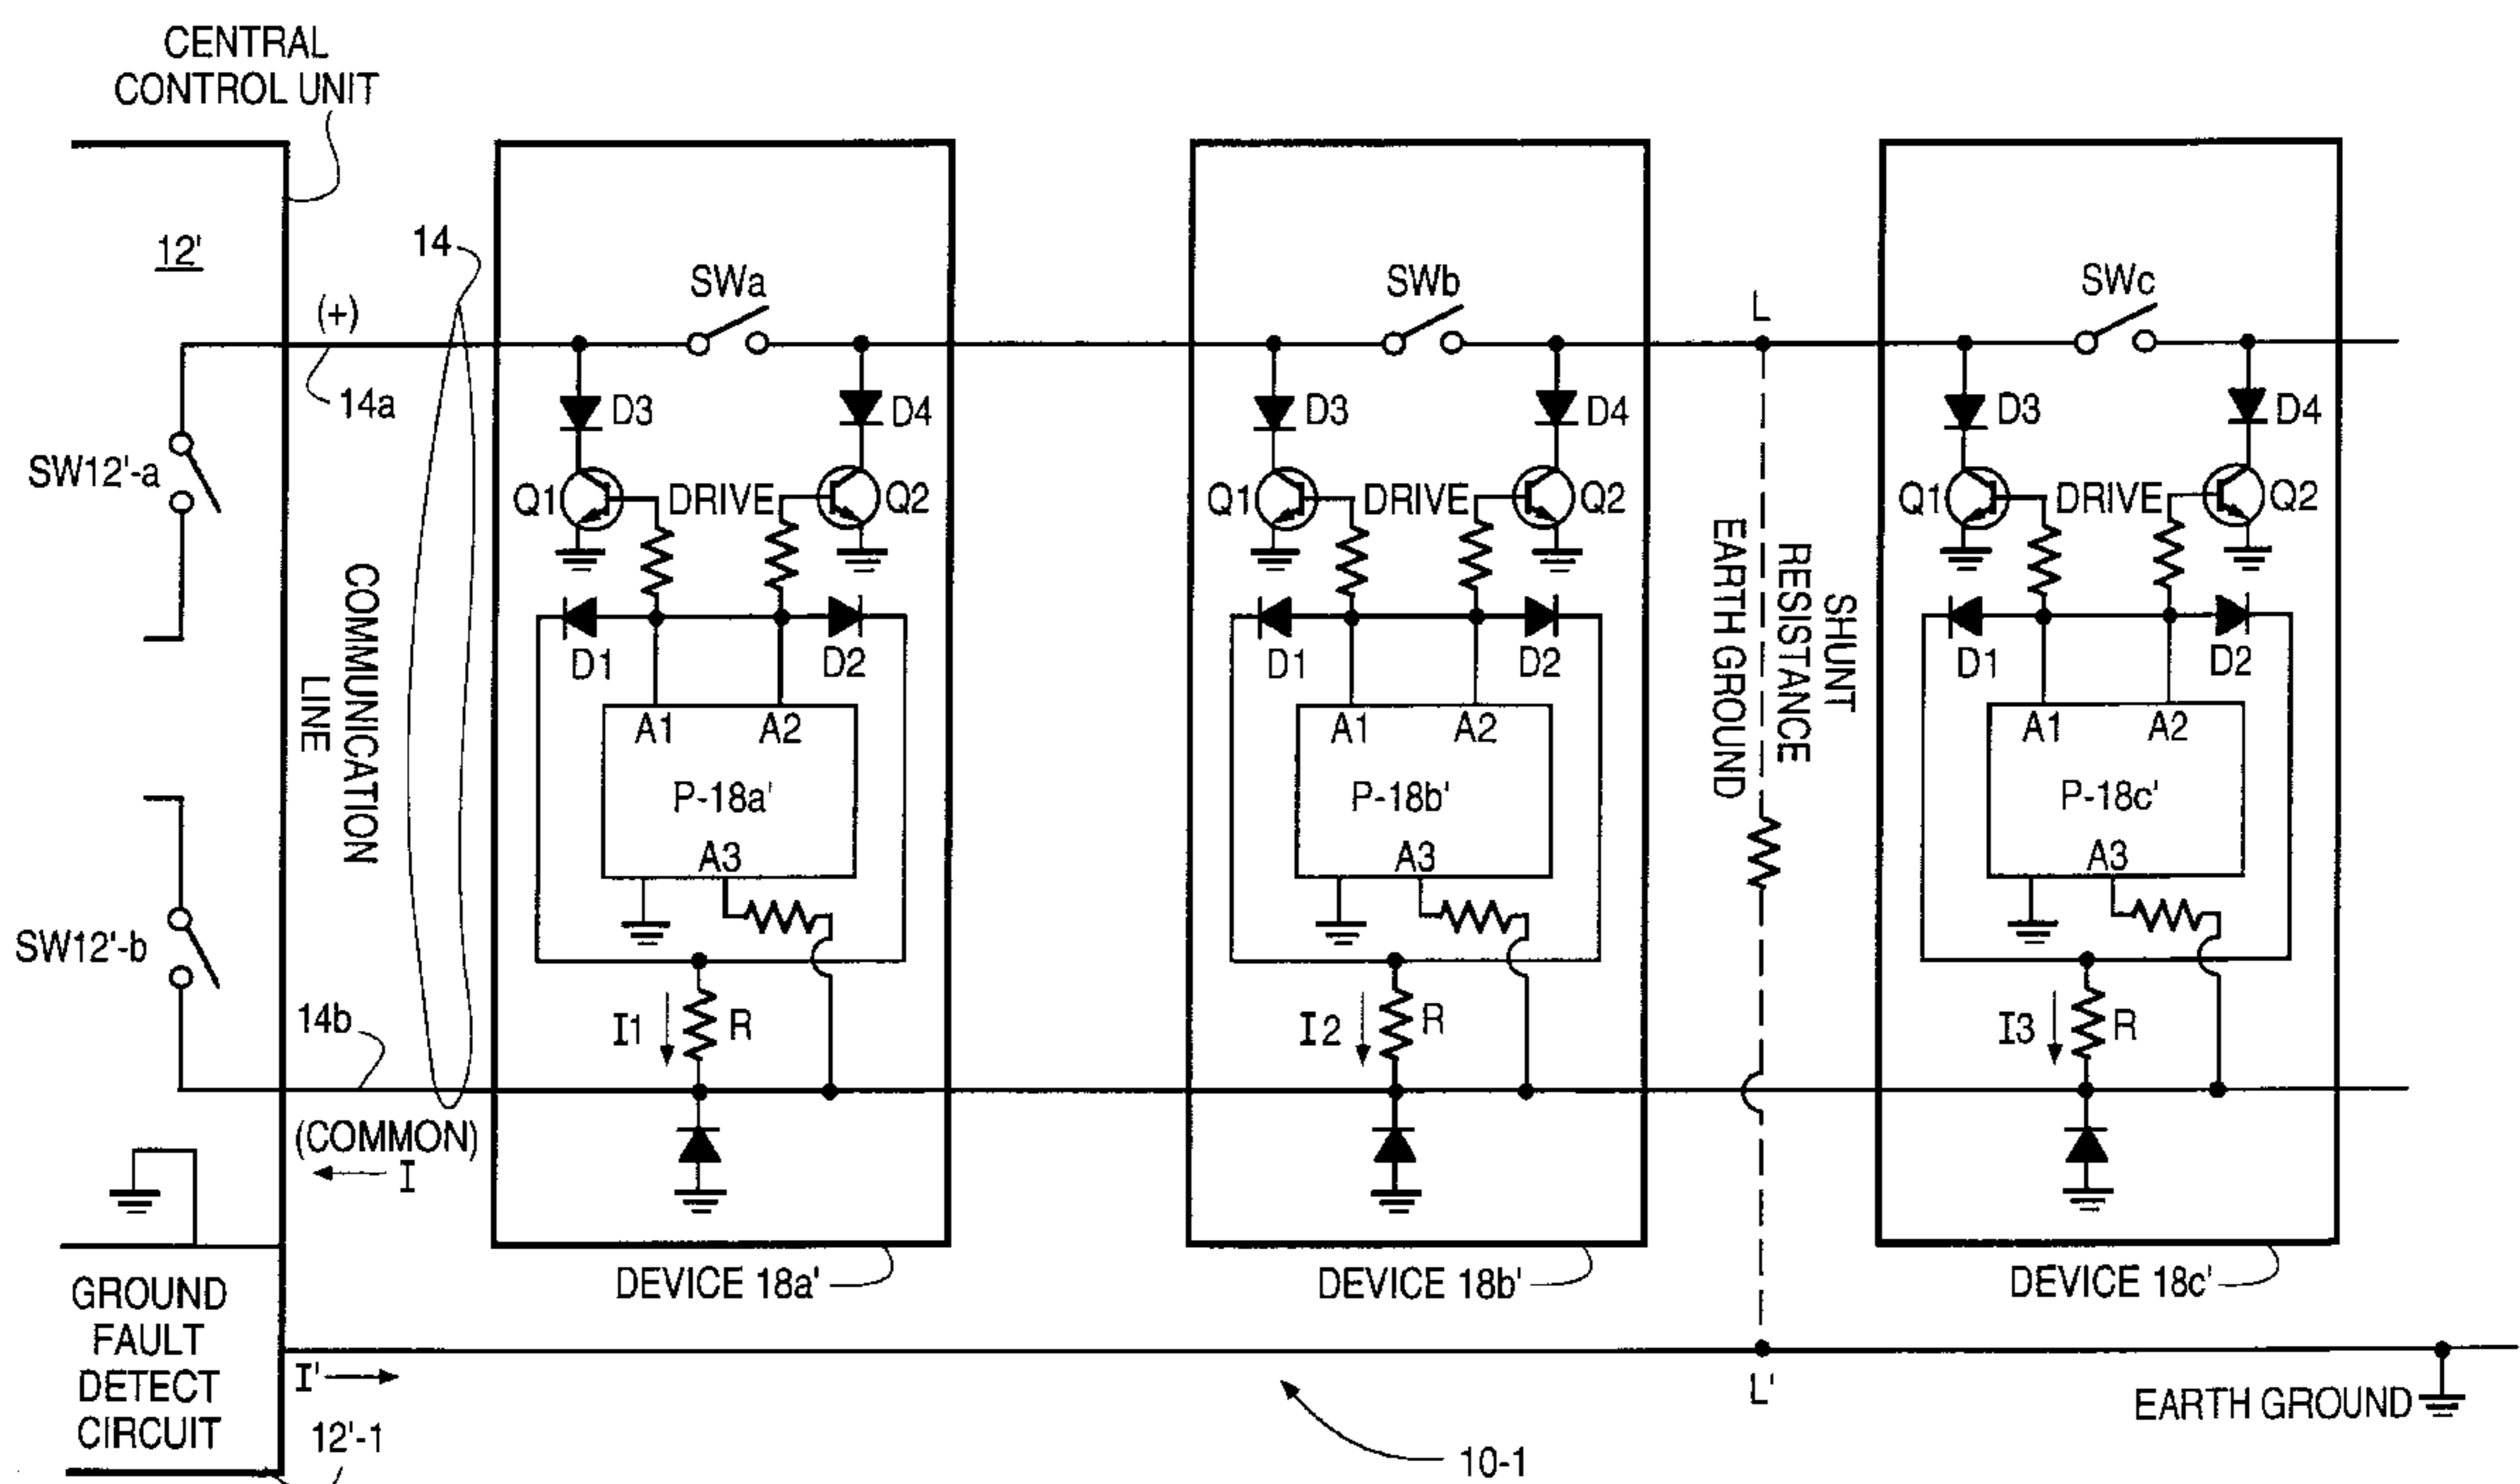 CENTRAL
CONTROL UNIT
12'
(+)
14
14a
SW12'-a
COMMUNICATION
LINE
SW12'-b
14b
(COMMON)
I
GROUND
FAULT
DETECT
CIRCUIT
I'
12'-1
SWa
D3
D4
Q1
DRIVE
Q2
D1
D2
A1
A2
P-18a'
A3
I1
R
DEVICE 18a'
SWb
D3
D4
Q1
DRIVE
Q2
D1
D2
A1
A2
P-18b'
A3
I2
R
DEVICE 18b'
L
SHUNT
RESISTANCE
EARTH GROUND
L'
SWc
D3
D4
Q1
DRIVE
Q2
D1
D2
A1
A2
P-18c'
A3
I3
R
DEVICE 18c'
EARTH GROUND
10-1